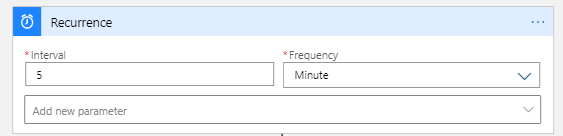 Recurrence
*Interval
*Frequency
5
Minute
Add new parameter